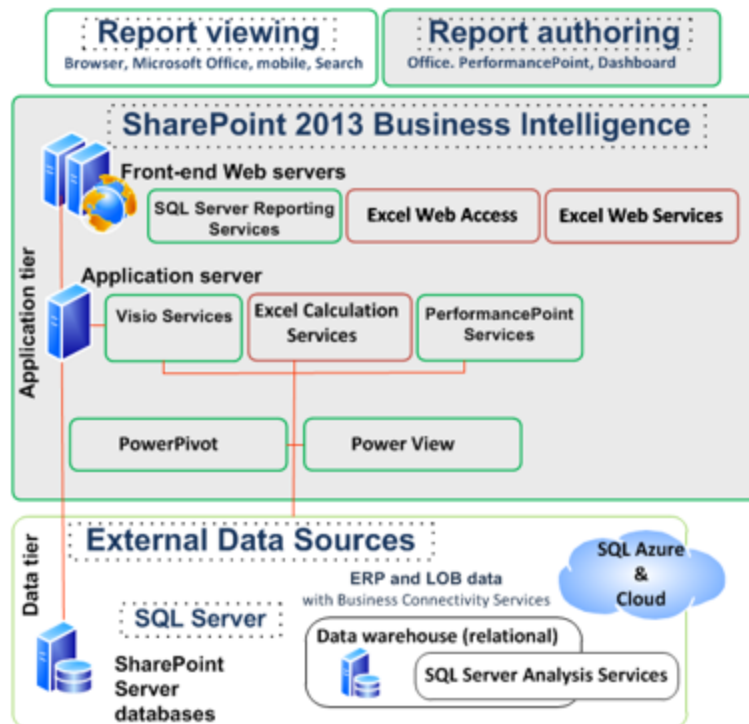 Report viewing
Browser, Microsoft Office, mobile, Search
Report authoring
Office. PerformancePoint, Dashboard
SharePoint 2013 Business Intelligence
Front-end Web servers
SQL Server Reporting
Services
Excel Web Access
Excel Web Services
Application tier
Application server
Visio Services
Excel Calculation
Services
PerformancePoint
Services
PowerPivot
Power View
Data tier
External Data Sources
SQL Azure
&
Cloud
ERP and LOB data
with Business Connectivity Services
SQL Server
SharePoint
Server
databases
Data warehouse (relational)
SQL Server Analysis Services